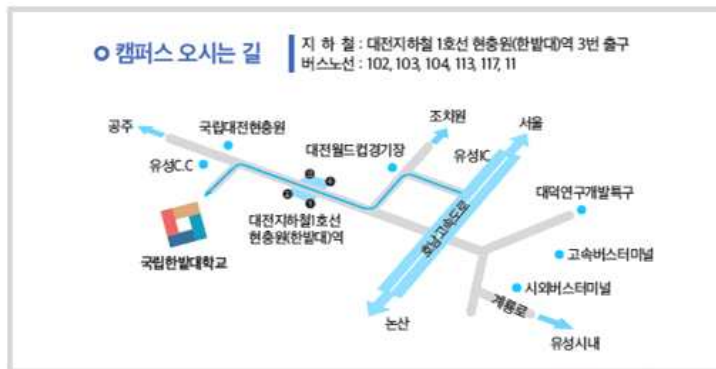 캠퍼스 오시는 길
지 하 철 : 대전지하철 1호선 현충원(한밭대)역 3번 출구
버스노선 : 102, 103, 104, 113, 117, 11
공주
국립대전현충원
조치원
서울
유성C.C
대전월드컵경기장
유성IC
대덕연구개발특구
대전지하철1호선
현충원(한밭대)역
호남고속도로
국립한밭대학교
고속버스터미널
시외버스터미널
계룡로
논산
유성시내